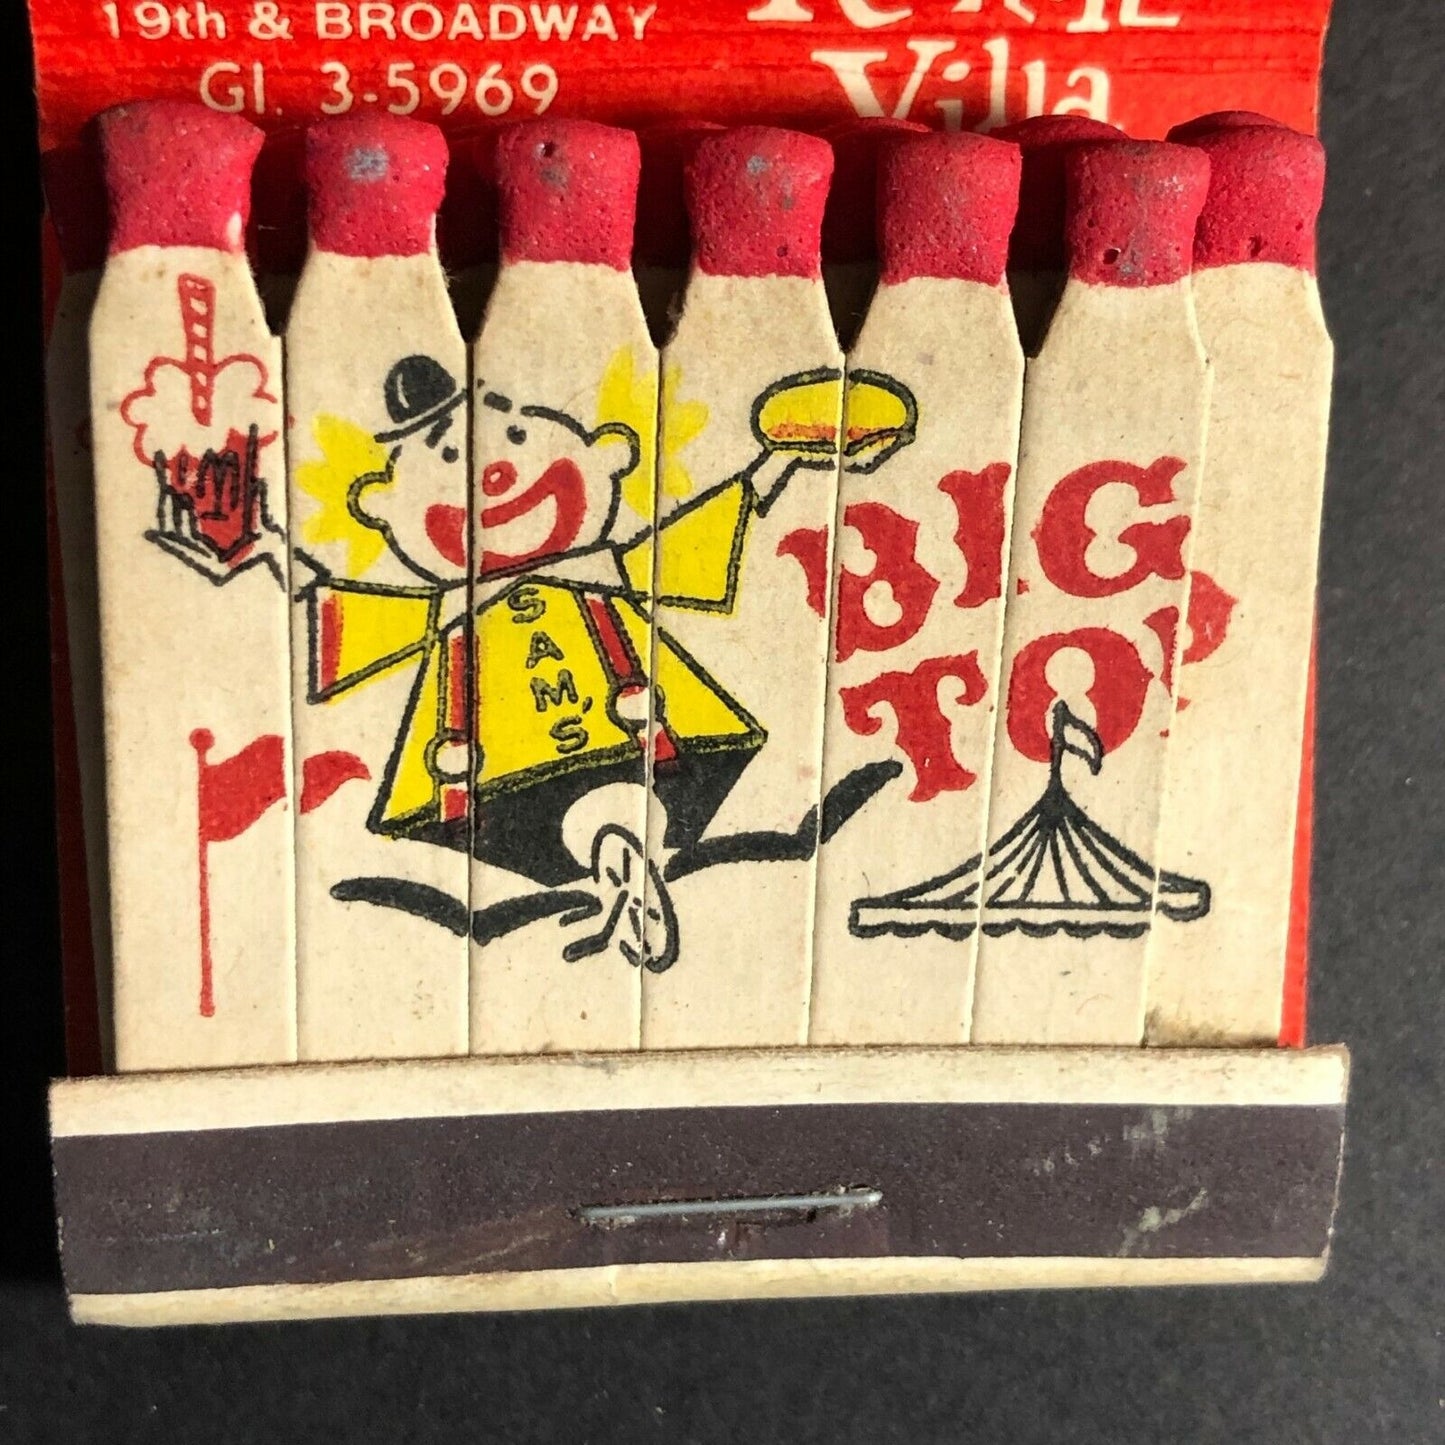 19th & BROADWAY
Gl. 3-5969
Villa
SAM'S
BIG
TOP